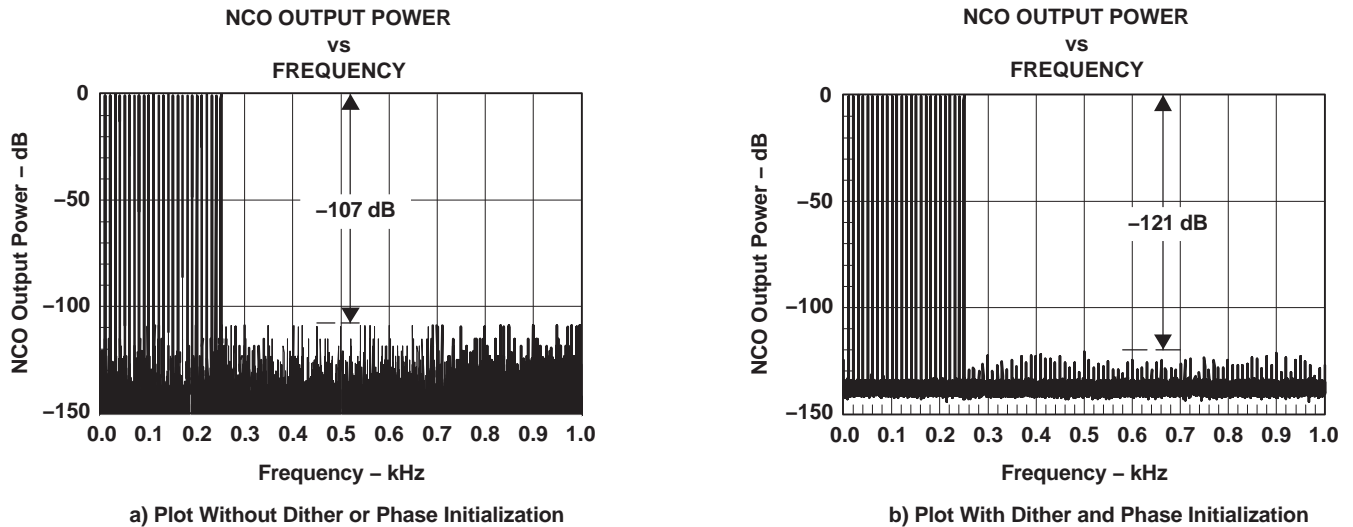 NCO OUTPUT POWER
vs
FREQUENCY
NCO Output Power – dB
0
–50
–100
–150
–107 dB
0.0 0.1 0.2 0.3 0.4 0.5 0.6 0.7 0.8 0.9 1.0
Frequency – kHz
a) Plot Without Dither or Phase Initialization
NCO OUTPUT POWER
vs
FREQUENCY
NCO Output Power – dB
0
–50
–100
–150
–121 dB
0.0 0.1 0.2 0.3 0.4 0.5 0.6 0.7 0.8 0.9 1.0
Frequency – kHz
b) Plot With Dither and Phase Initialization